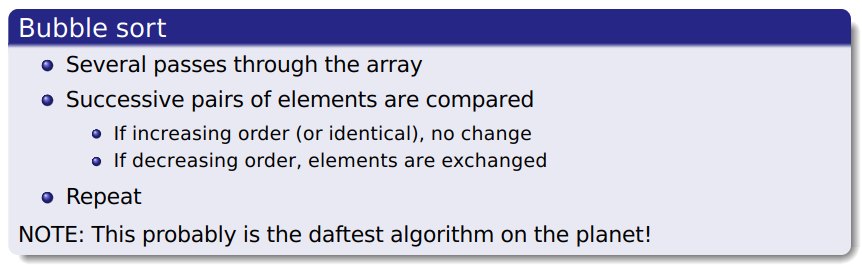 Bubble sort
Several passes through the array
Successive pairs of elements are compared
If increasing order (or identical), no change
If decreasing order, elements are exchanged
Repeat
NOTE: This probably is the daftest algorithm on the planet!